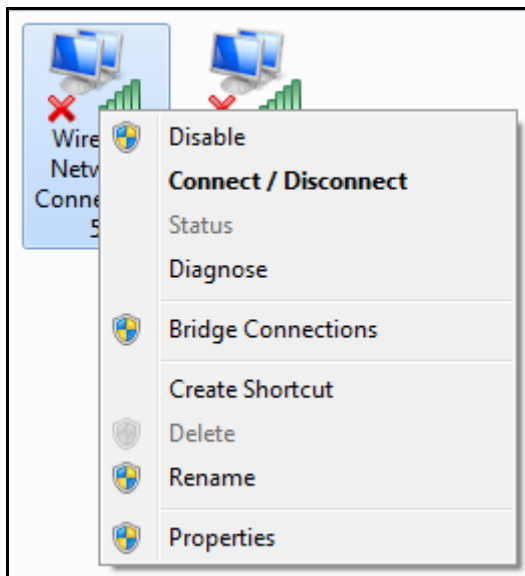 Wire
Netw
Conne
5
Disable
Connect / Disconnect
Status
Diagnose
Bridge Connections
Create Shortcut
Delete
Rename
Properties